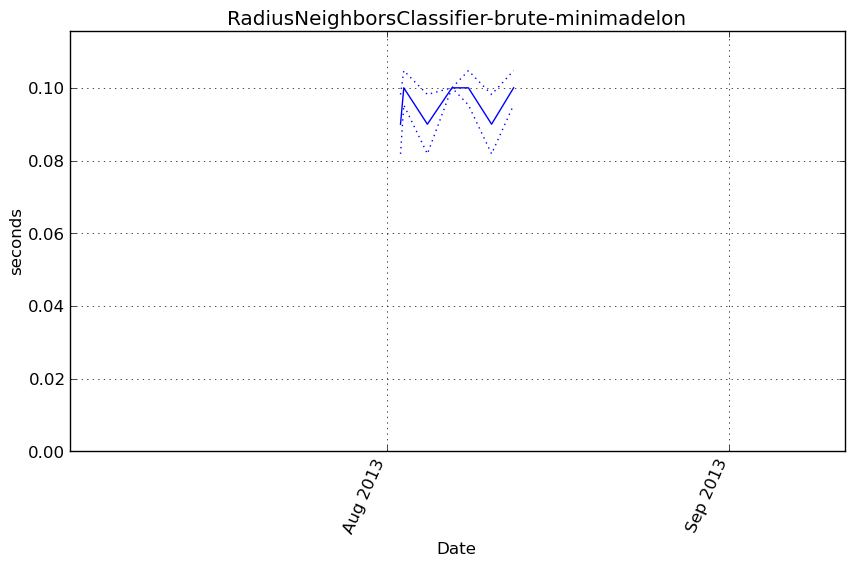 RadiusNeighborsClassifier-brute-minimadelon
0.10
0.08
0.06
0.04
0.02
0.00
seconds
Aug 2013
Sep 2013
Date